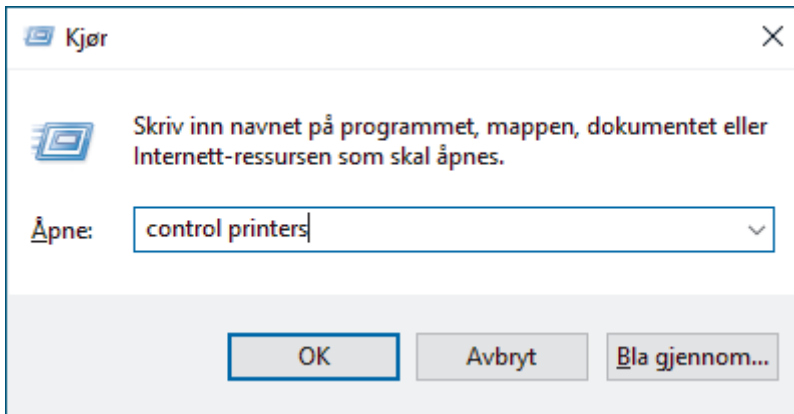 Kjør
Skriv inn navnet på programmet, mappen, dokumentet eller
Internett-ressursen som skal åpnes.
Åpne: control printers
OK Avbryt Bla gjennom...